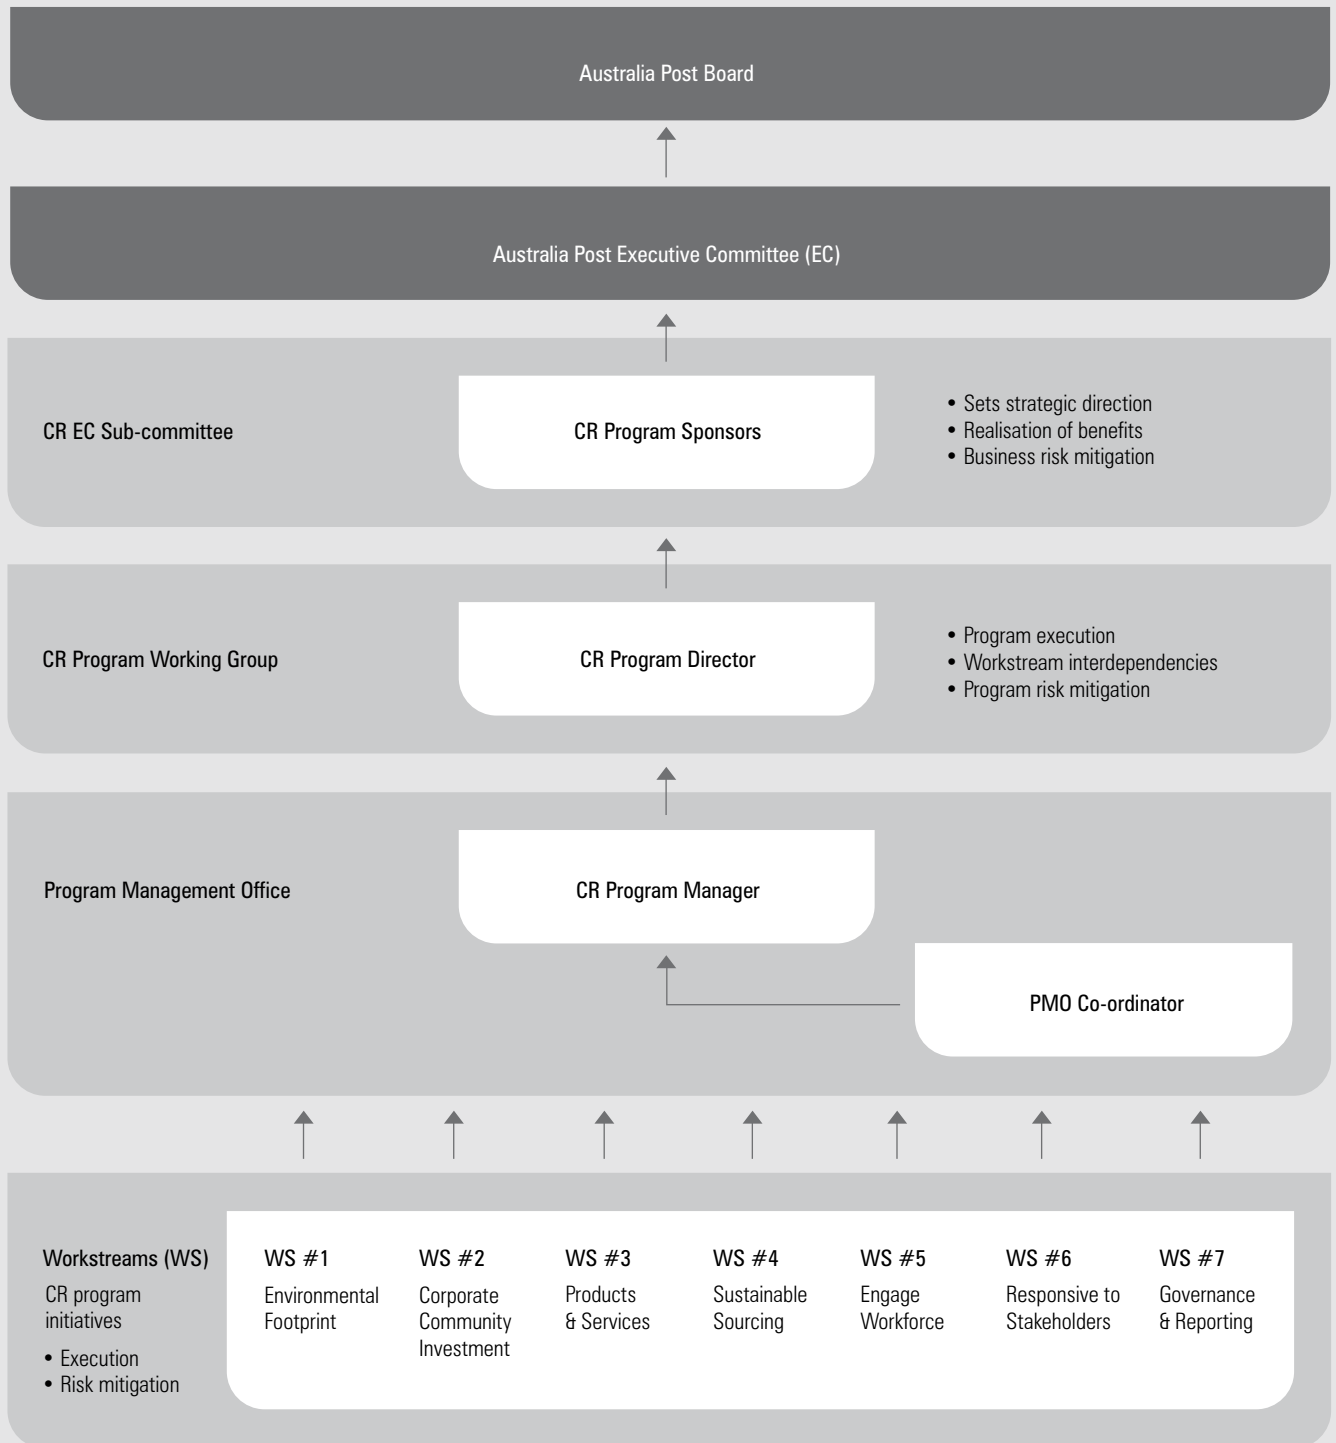 Australia Post Board
Australia Post Executive Committee (EC)
CR EC Sub-committee
CR Program Sponsors
• Sets strategic direction
• Realisation of benefits
• Business risk mitigation
CR Program Working Group
CR Program Director
• Program execution
• Workstream interdependencies
• Program risk mitigation
Program Management Office
CR Program Manager
PMO Co-ordinator
Workstreams (WS)
CR program
initiatives
• Execution
• Risk mitigation
WS #1
Environmental
Footprint
WS #2
Corporate
Community
Investment
WS #3
Products
& Services
WS #4
Sustainable
Sourcing
WS #5
Engage
Workforce
WS #6
Responsive to
Stakeholders
WS #7
Governance
& Reporting